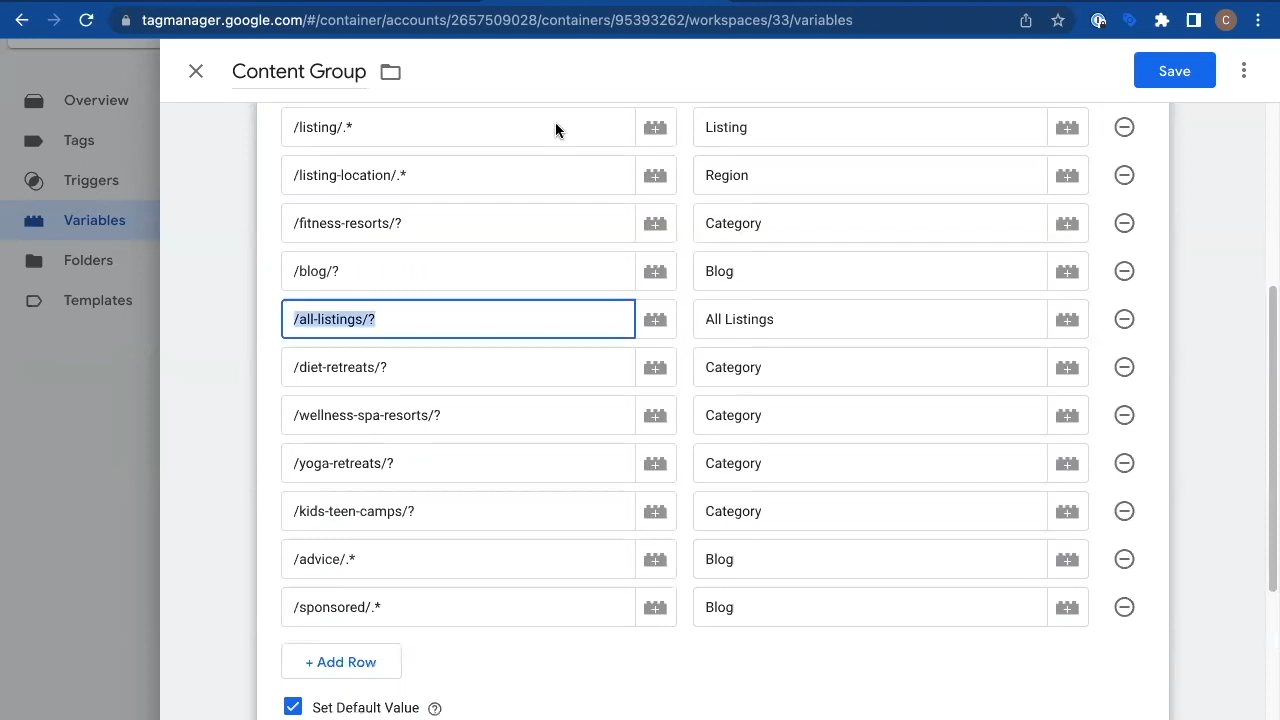 tagmanager.google.com/#/container/accounts/2657509028/containers/95393262/workspaces/33/variables
C
Content Group
Save
Overview
Tags
Triggers
Variables
Folders
Templates
/listing/.* Listing
/listing-location/.* Region
/fitness-resorts/? Category
/blog/? Blog
/all-listings/? All Listings
/diet-retreats/? Category
/wellness-spa-resorts/? Category
/yoga-retreats/? Category
/kids-teen-camps/? Category
/advice/.* Blog
/sponsored/.* Blog
+ Add Row
Set Default Value ?